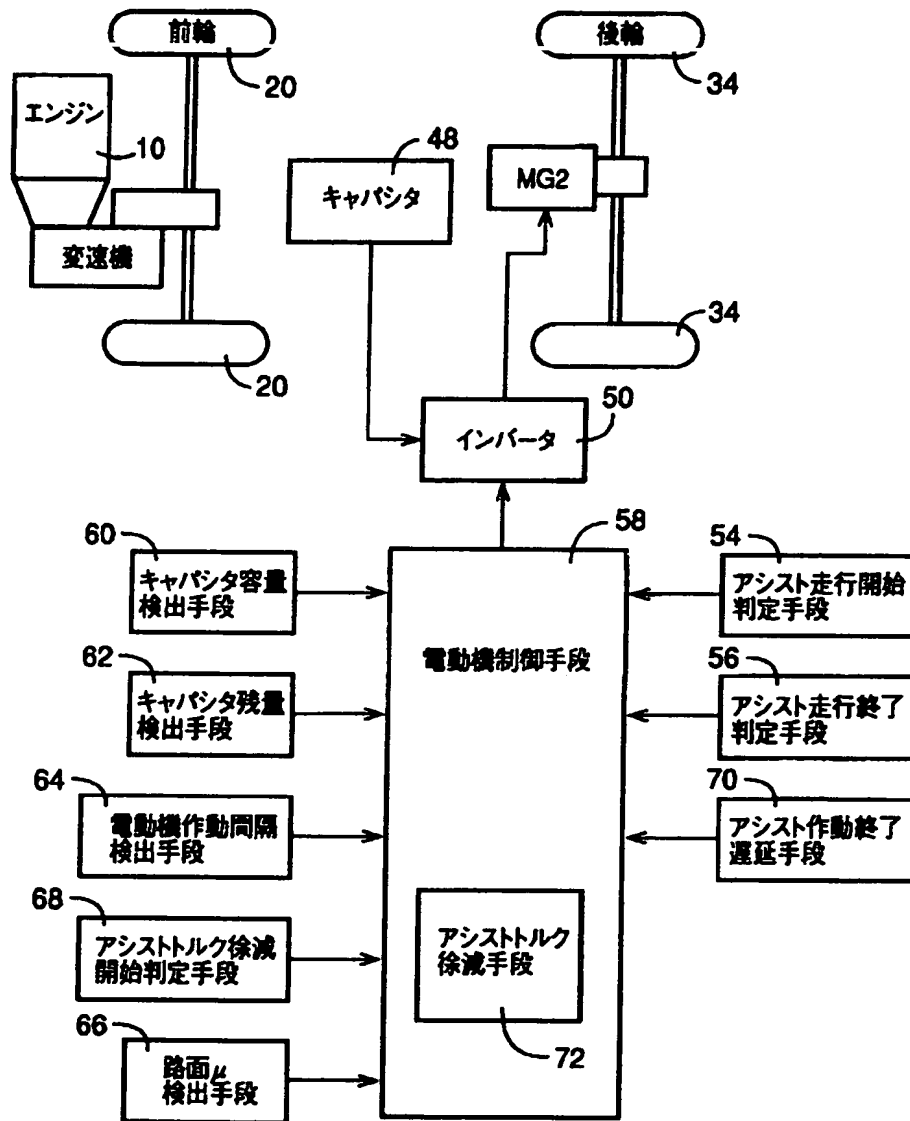 前輪
20
エンジン
10
変速機
20
キャパシタ
48
後輪
34
MG2
34
インバータ
50
58
電動機制御手段
60
キャパシタ容量
検出手段
62
キャパシタ残量
検出手段
64
電動機作動間隔
検出手段
68
アシストトルク徐減
開始判定手段
66
路面μ
検出手段
アシストトルク
徐減手段
72
54
アシスト走行開始
判定手段
56
アシスト走行終了
判定手段
70
アシスト作動終了
遅延手段